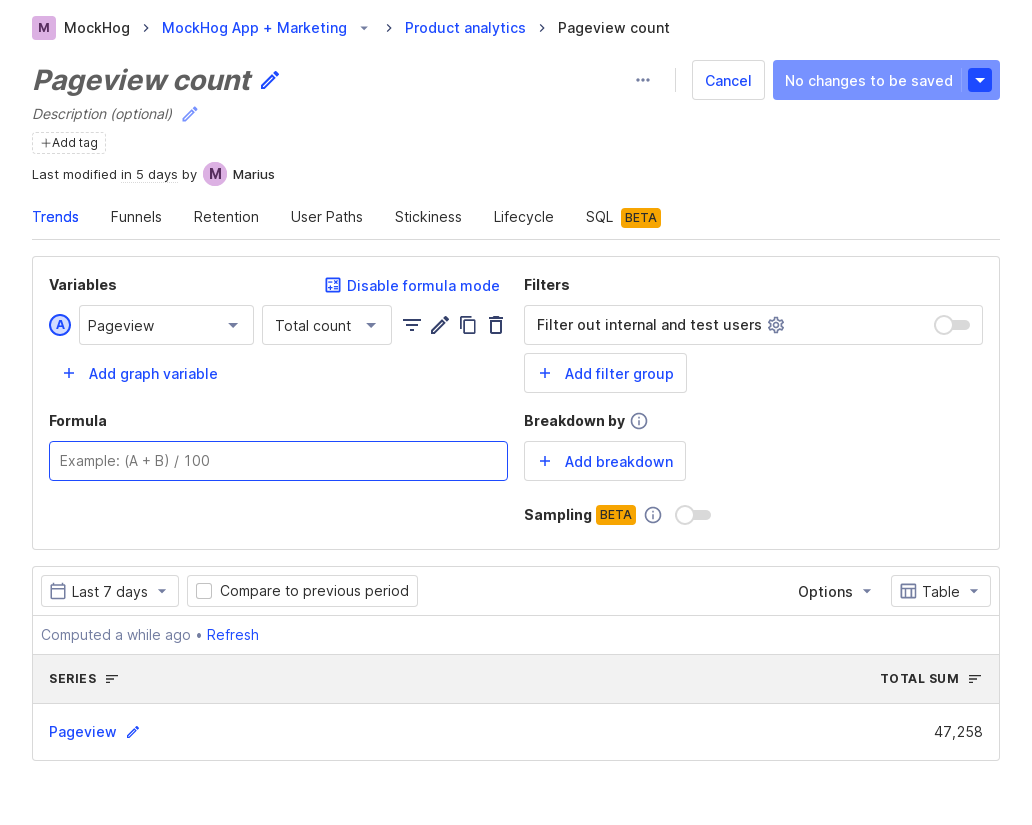 M MockHog > MockHog App + Marketing > Product analytics > Pageview count
Pageview count
Cancel
No changes to be saved
Description (optional)
+Add tag
Last modified in 5 days by M Marius
Trends Funnels Retention User Paths Stickiness Lifecycle SQL BETA
Variables
Disable formula mode
A Pageview Total count
+ Add graph variable
Formula
Example: (A + B) / 100
Filters
Filter out internal and test users
+ Add filter group
Breakdown by
+ Add breakdown
Sampling BETA
Last 7 days Compare to previous period Options Table
Computed a while ago • Refresh
SERIES TOTAL SUM
Pageview 47,258